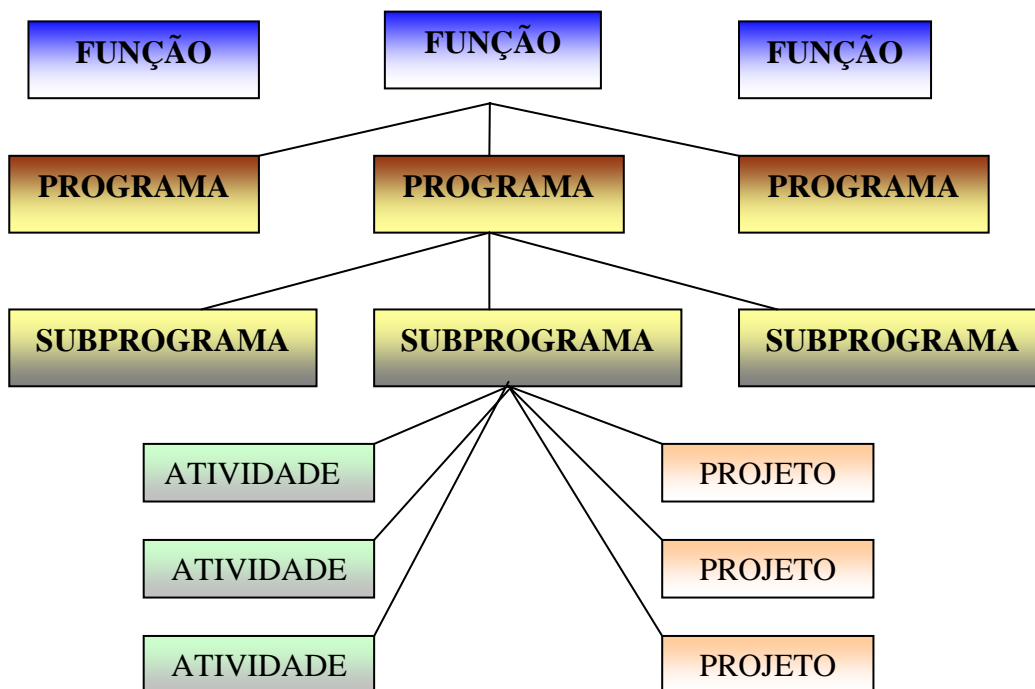 FUNÇÃO
FUNÇÃO
FUNÇÃO
PROGRAMA
PROGRAMA
PROGRAMA
SUBPROGRAMA
SUBPROGRAMA
SUBPROGRAMA
ATIVIDADE
PROJETO
ATIVIDADE
PROJETO
ATIVIDADE
PROJETO